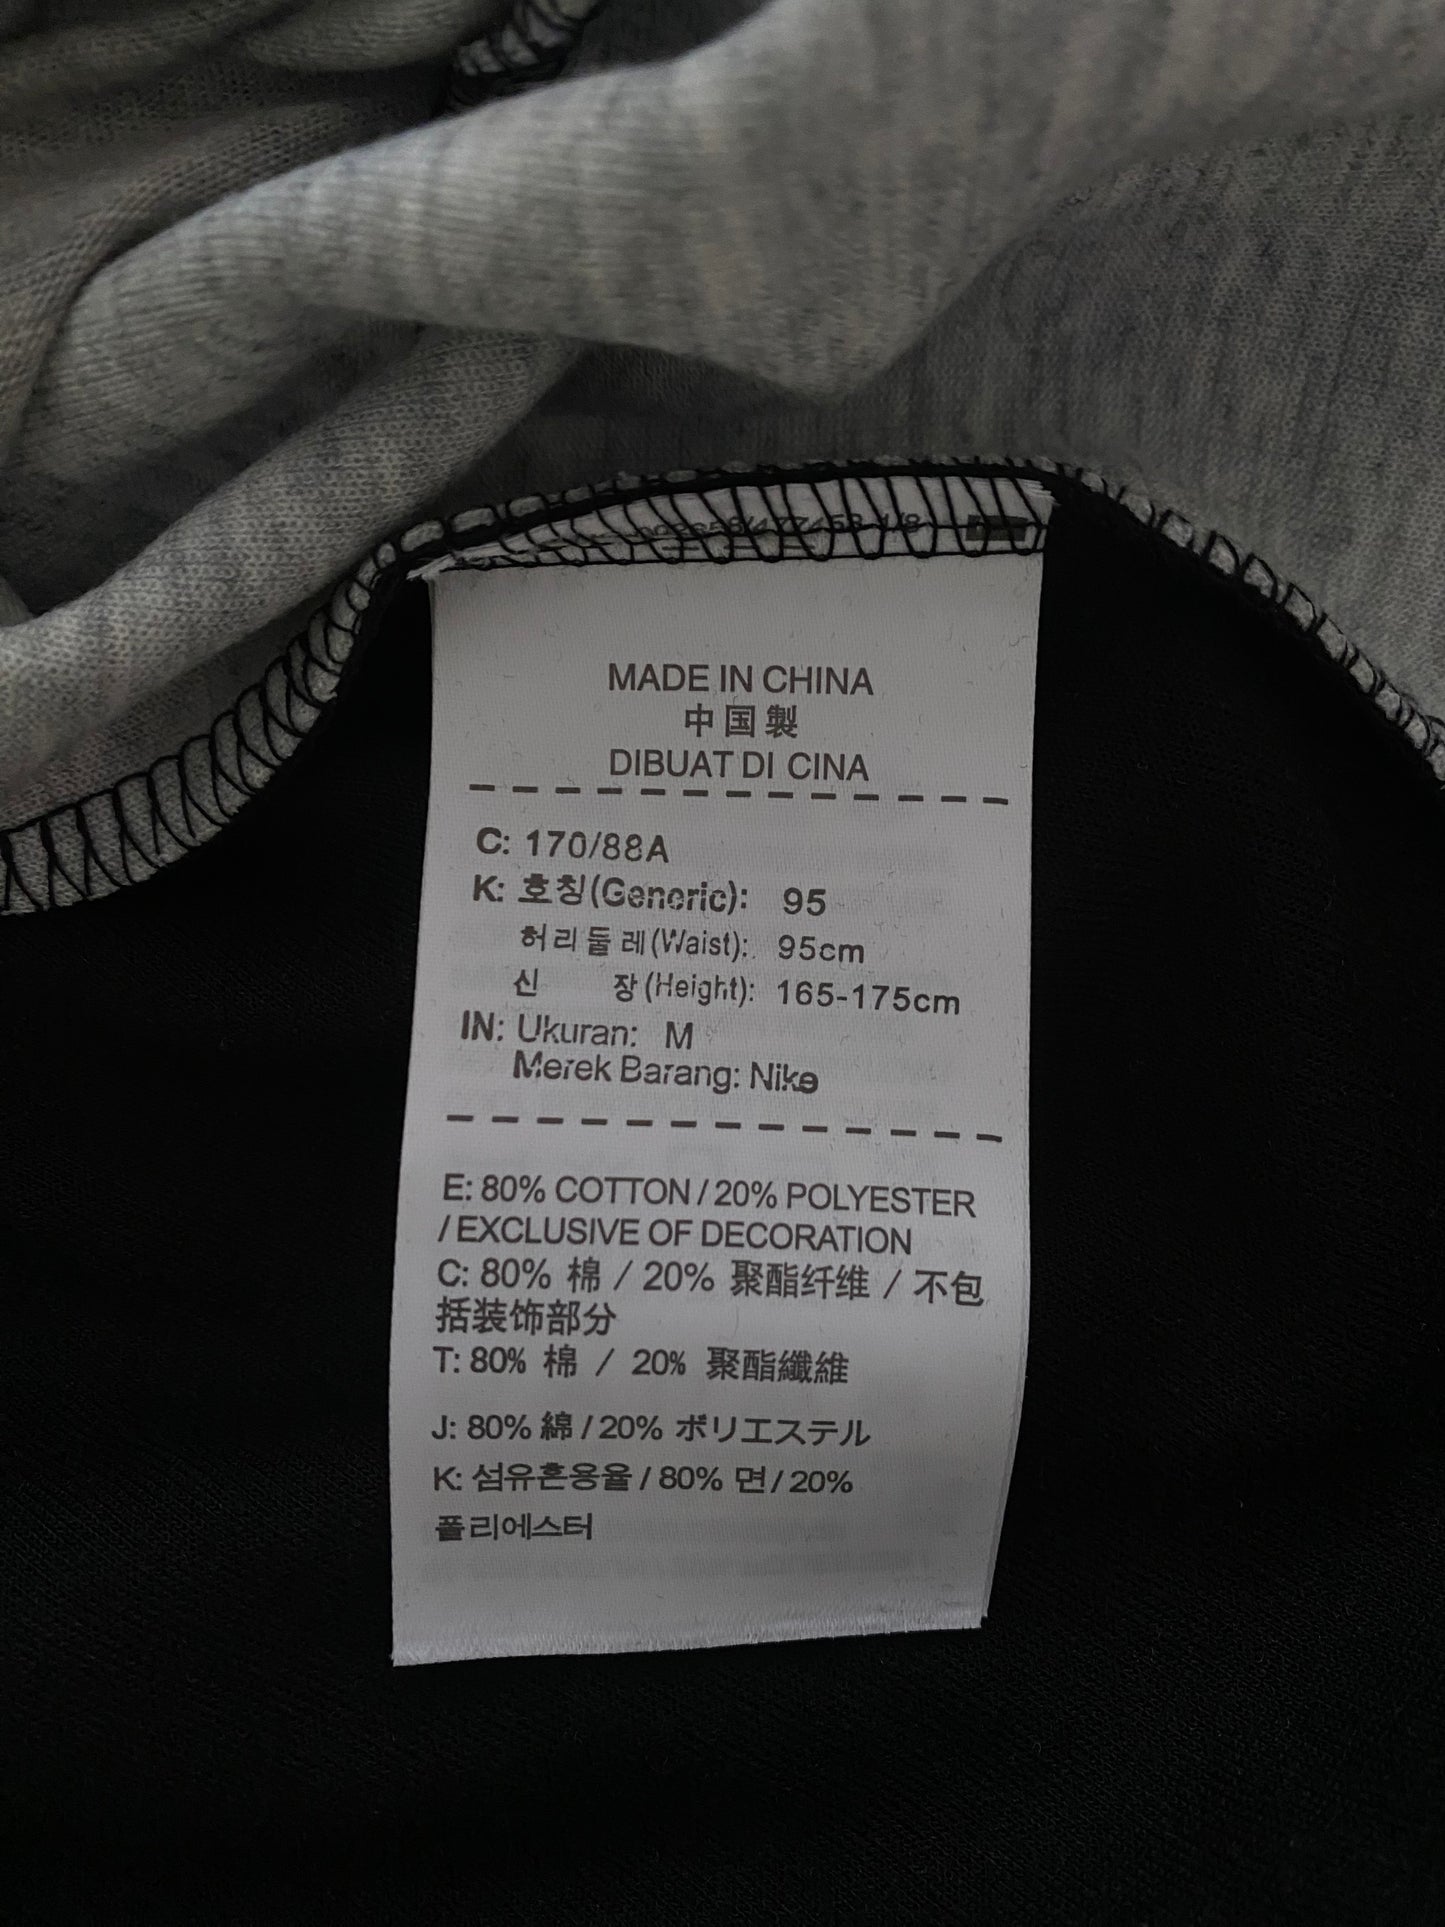 MADE IN CHINA
中国製
DIBUAT DI CINA
C: 170/88A
K: 호칭(Generic): 95
허리둘레(Waist): 95cm
신 장(Height): 165-175cm
IN: Ukuran: M
Merek Barang: Nike
E: 80% COTTON / 20% POLYESTER
/ EXCLUSIVE OF DECORATION
C: 80% 棉 / 20% 聚酯纤维 / 不包
括装饰部分
T: 80% 棉 / 20% 聚酯纖維
J: 80% 綿 / 20% ポリエステル
K: 섬유혼용율 / 80% 면 / 20%
폴리에스터